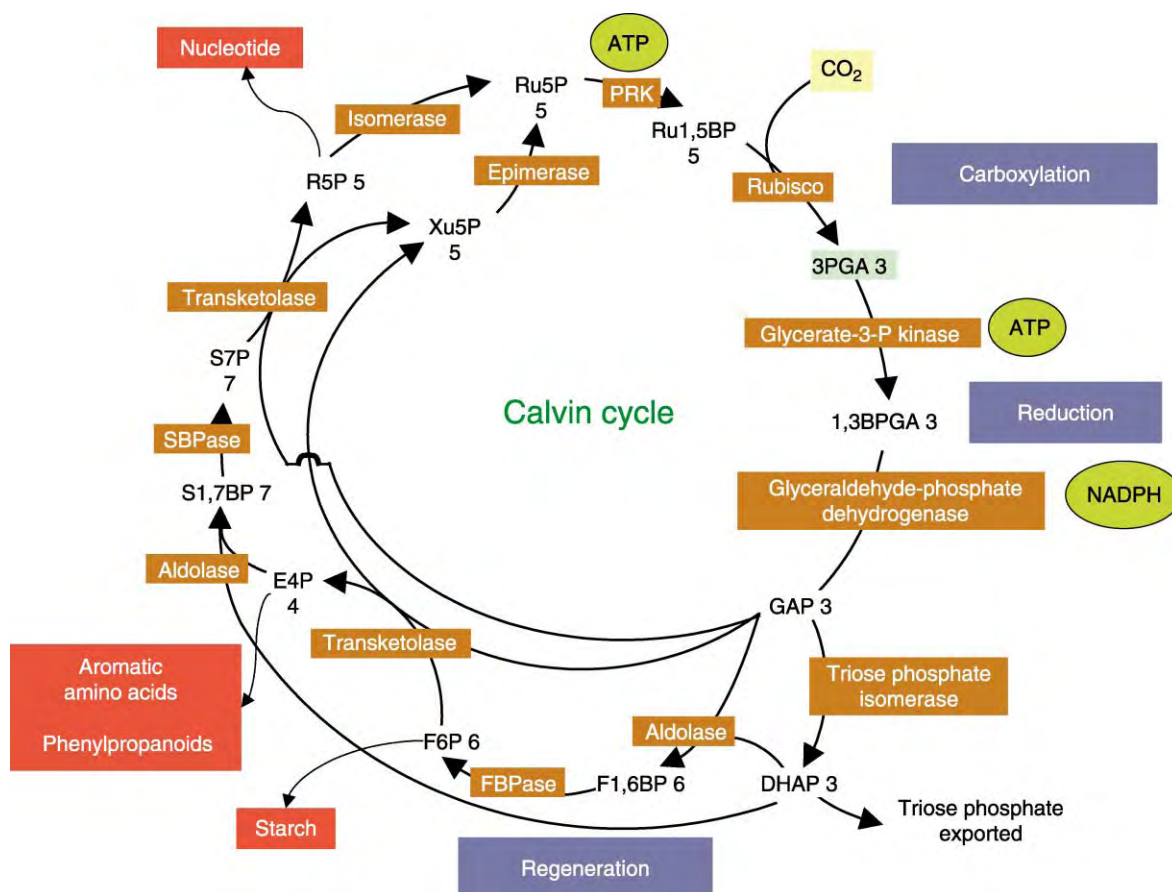 Nucleotide
ATP
CO₂
Ru5P
5
PRK
Isomerase
Ru1,5BP
5
Carboxylation
R5P 5
Epimerase
Rubisco
Xu5P
5
3PGA 3
Transketolase
Glycerate-3-P kinase
ATP
S7P
7
Calvin cycle
1,3BPGA 3
Reduction
SBPase
S1,7BP 7
Glyceraldehyde-phosphate
dehydrogenase
NADPH
Aldolase
E4P
4
GAP 3
Transketolase
Aromatic
amino acids
Phenylpropanoids
Triose phosphate
isomerase
F6P 6
Aldolase
FBPase
F1,6BP 6
DHAP 3
Starch
Triose phosphate
exported
Regeneration